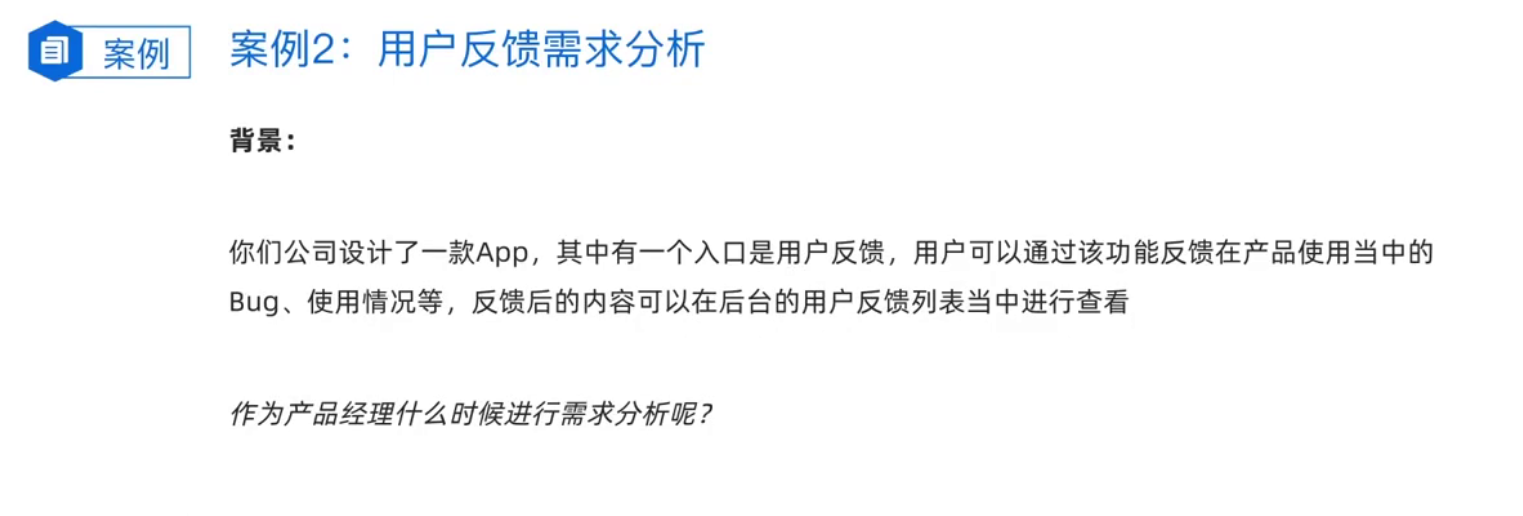 案例
案例2：用户反馈需求分析
背景：
你们公司设计了一款App，其中有一个入口是用户反馈，用户可以通过该功能反馈在产品使用当中的
Bug、使用情况等，反馈后的内容可以在后台的用户反馈列表当中进行查看
作为产品经理什么时候进行需求分析呢？